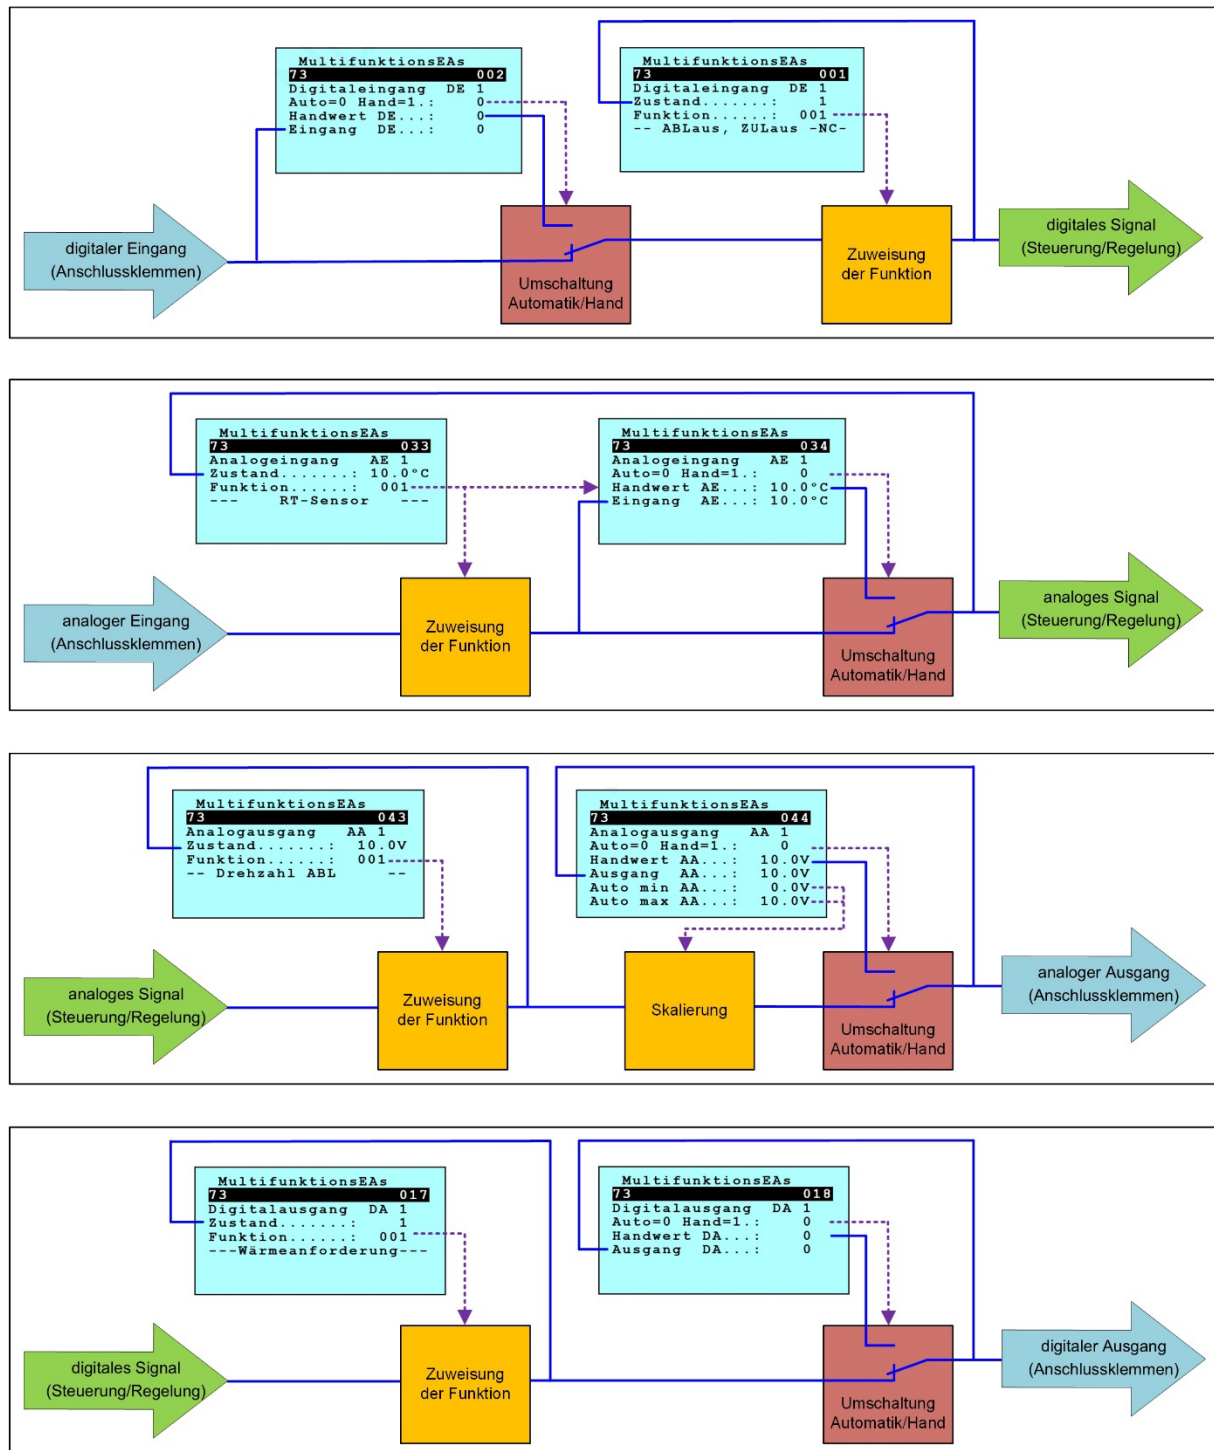 MultifunktionsEAs
73 002
Digitaleingang DE 1
Auto=0 Hand=1.: 0
Handwert DE...: 0
Eingang DE...: 0
MultifunktionsEAs
73 001
Digitaleingang DE 1
Zustand.......: 1
Funktion......: 001
-- ABLaus, ZULaus -NC-
digitaler Eingang
(Anschlussklemmen)
Umschaltung
Automatik/Hand
Zuweisung
der Funktion
digitales Signal
(Steuerung/Regelung)
MultifunktionsEAs
73 033
Analogeingang AE 1
Zustand.......: 10.0°C
Funktion......: 001
--- RT-Sensor ---
MultifunktionsEAs
73 034
Analogeingang AE 1
Auto=0 Hand=1.: 0
Handwert AE...: 10.0°C
Eingang AE...: 10.0°C
analoger Eingang
(Anschlussklemmen)
Zuweisung
der Funktion
Umschaltung
Automatik/Hand
analoges Signal
(Steuerung/Regelung)
MultifunktionsEAs
73 043
Analogausgang AA 1
Zustand.......: 10.0V
Funktion......: 001
-- Drehzahl ABL --
MultifunktionsEAs
73 044
Analogausgang AA 1
Auto=0 Hand=1.: 0
Handwert AA...: 10.0V
Ausgang AA...: 10.0V
Auto min AA...: 0.0V
Auto max AA...: 10.0V
analoges Signal
(Steuerung/Regelung)
Zuweisung
der Funktion
Skalierung
Umschaltung
Automatik/Hand
analoger Ausgang
(Anschlussklemmen)
MultifunktionsEAs
73 017
Digitalausgang DA 1
Zustand.......: 1
Funktion......: 001
---Wärmeanforderung---
MultifunktionsEAs
73 018
Digitalausgang DA 1
Auto=0 Hand=1.: 0
Handwert DA...: 0
Ausgang DA...: 0
digitales Signal
(Steuerung/Regelung)
Zuweisung
der Funktion
Umschaltung
Automatik/Hand
digitaler Ausgang
(Anschlussklemmen)